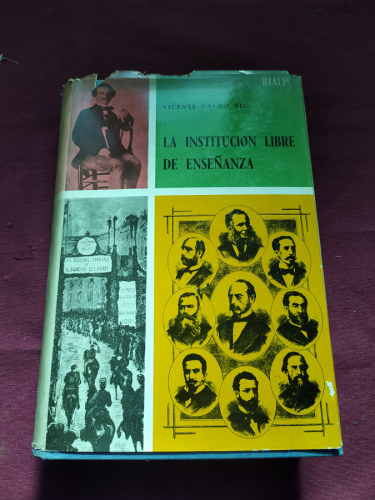 RIALP
VICENTE CACHO VIU
LA INSTITUCION LIBRE
DE ENSEÑANZA